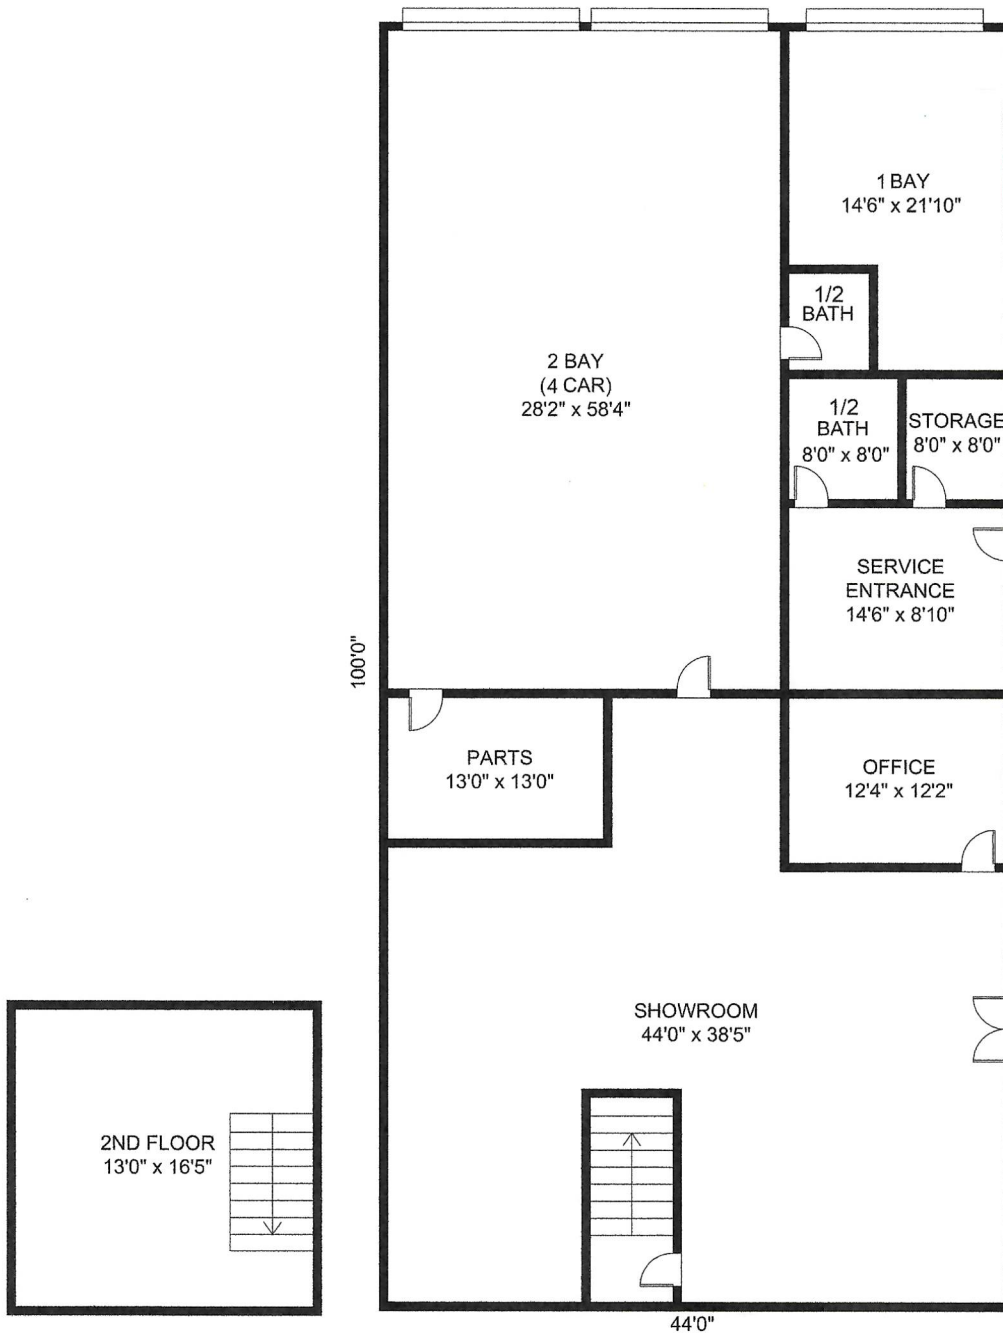 1 BAY
14'6" x 21'10"
1/2
BATH
2 BAY
(4 CAR)
28'2" x 58'4"
1/2
BATH
8'0" x 8'0"
STORAGE
8'0" x 8'0"
SERVICE
ENTRANCE
14'6" x 8'10"
100'0"
PARTS
13'0" x 13'0"
OFFICE
12'4" x 12'2"
SHOWROOM
44'0" x 38'5"
2ND FLOOR
13'0" x 16'5"
44'0"